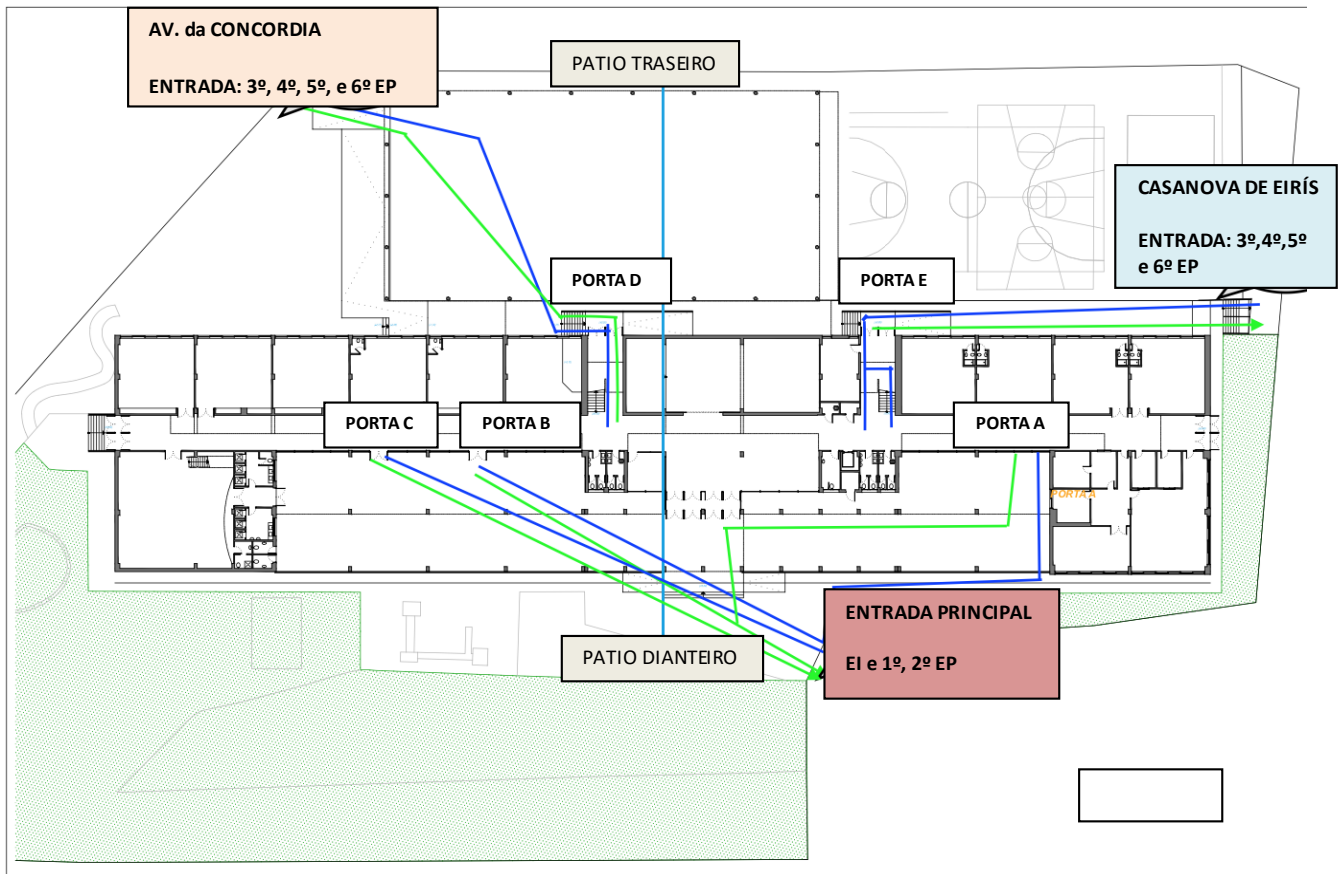 AV. da CONCORDIA
ENTRADA: 3º, 4º, 5º, e 6º EP
PATIO TRASEIRO
CASANOVA DE EIRÍS
ENTRADA: 3º,4º,5º
e 6º EP
PORTA D
PORTA E
PORTA C
PORTA B
PORTA A
PORTA A
ENTRADA PRINCIPAL
EI e 1º, 2º EP
PATIO DIANTEIRO